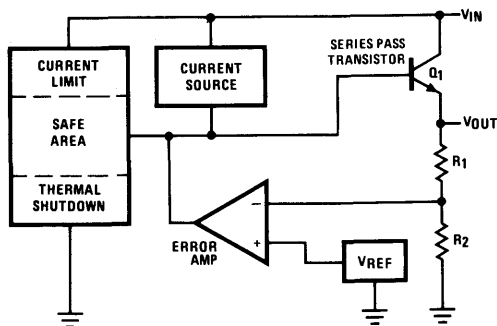 VIN
CURRENT
LIMIT
SAFE
AREA
THERMAL
SHUTDOWN
CURRENT
SOURCE
SERIES PASS
TRANSISTOR
Q1
VOUT
R1
R2
−
+
ERROR
AMP
VREF